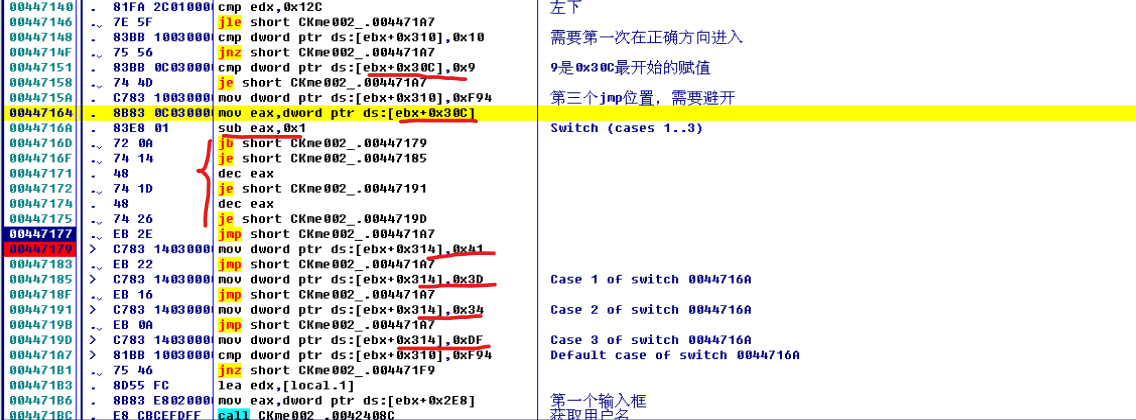 00447140 . 81FA 2C010000 cmp edx,0x12C 左下
00447146 .﹀ 7E 5F jle short CKme002_.004471A7
00447148 . 83BB 10030000 cmp dword ptr ds:[ebx+0x310],0x10 需要第一次在正确方向进入
0044714F .﹀ 75 56 jnz short CKme002_.004471A7
00447151 . 83BB 0C030000 cmp dword ptr ds:[ebx+0x30C],0x9 9是0x30C最开始的赋值
00447158 .﹀ 74 4D je short CKme002_.004471A7
0044715A . C783 10030000 mov dword ptr ds:[ebx+0x310],0xF94 第三个jmp位置，需要避开
00447164 . 8B83 0C030000 mov eax,dword ptr ds:[ebx+0x30C]
0044716A . 83E8 01 sub eax,0x1 Switch (cases 1..3)
0044716D .﹀ 72 0A jb short CKme002_.00447179
0044716F .﹀ 74 14 je short CKme002_.00447185
00447171 . 48 dec eax
00447172 .﹀ 74 1D je short CKme002_.00447191
00447174 . 48 dec eax
00447175 .﹀ 74 26 je short CKme002_.0044719D
00447177 .﹀ EB 2E jmp short CKme002_.004471A7
00447179 > C783 14030000 mov dword ptr ds:[ebx+0x314],0x41
00447183 .﹀ EB 22 jmp short CKme002_.004471A7
00447185 > C783 14030000 mov dword ptr ds:[ebx+0x314],0x3D Case 1 of switch 0044716A
0044718F .﹀ EB 16 jmp short CKme002_.004471A7
00447191 > C783 14030000 mov dword ptr ds:[ebx+0x314],0x34 Case 2 of switch 0044716A
0044719B .﹀ EB 0A jmp short CKme002_.004471A7
0044719D > C783 14030000 mov dword ptr ds:[ebx+0x314],0xDF Case 3 of switch 0044716A
004471A7 > 81BB 10030000 cmp dword ptr ds:[ebx+0x310],0xF94 Default case of switch 0044716A
004471B1 .﹀ 75 46 jnz short CKme002_.004471F9
004471B3 . 8D55 FC lea edx,[local.1]
004471B6 . 8B83 E8020000 mov eax,dword ptr ds:[ebx+0x2E8] 第一个输入框
004471BC . E8 CBCEFDFF call CKme002_.0042408C 获取用户名